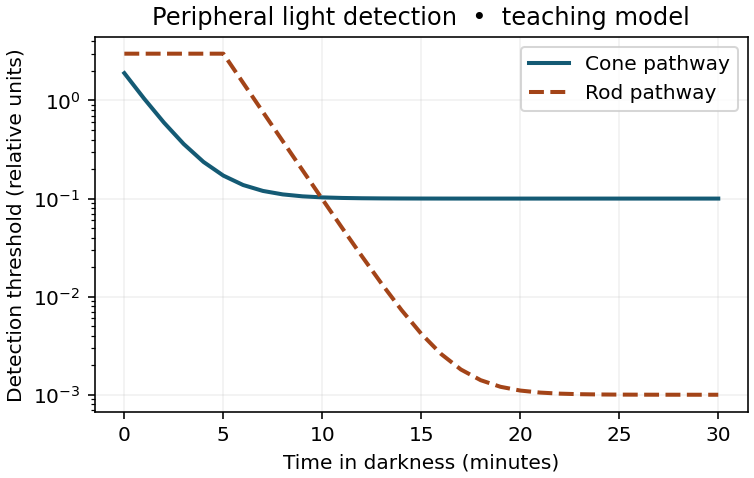 Peripheral light detection • teaching model
Cone pathway
Rod pathway
Detection threshold (relative units)
10⁰
10⁻¹
10⁻²
10⁻³
0 5 10 15 20 25 30
Time in darkness (minutes)